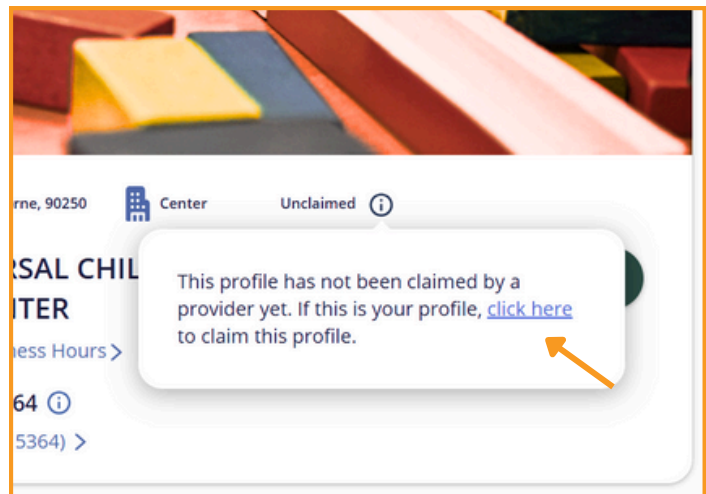 rne, 90250
Center
Unclaimed
RSAL CHIL
ITER
ness Hours
This profile has not been claimed by a
provider yet. If this is your profile, click here
to claim this profile.
64
5364)